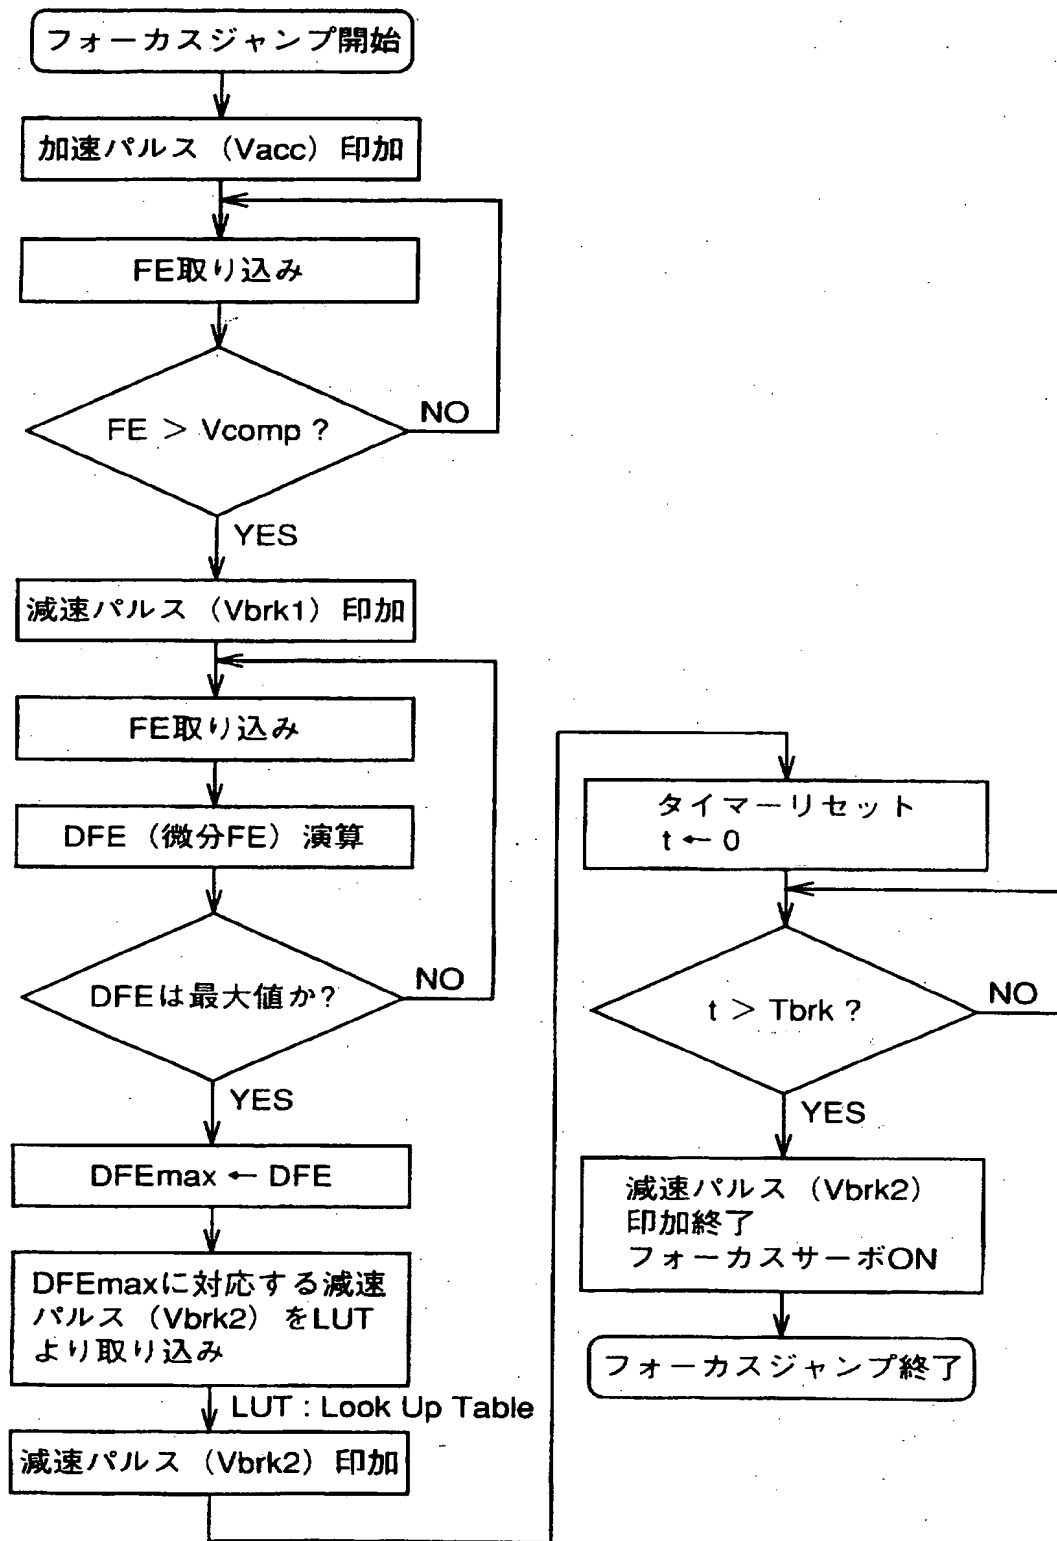 フォーカスジャンプ開始
加速パルス（Vacc）印加
FE取り込み
FE > Vcomp ?
NO
YES
減速パルス（Vbrk1）印加
FE取り込み
DFE（微分FE）演算
DFEは最大値か?
NO
YES
DFEmax ← DFE
DFEmaxに対応する減速
パルス（Vbrk2）をLUT
より取り込み
LUT : Look Up Table
減速パルス（Vbrk2）印加
タイマーリセット
t ← 0
t > Tbrk ?
NO
YES
減速パルス（Vbrk2）
印加終了
フォーカスサーボON
フォーカスジャンプ終了